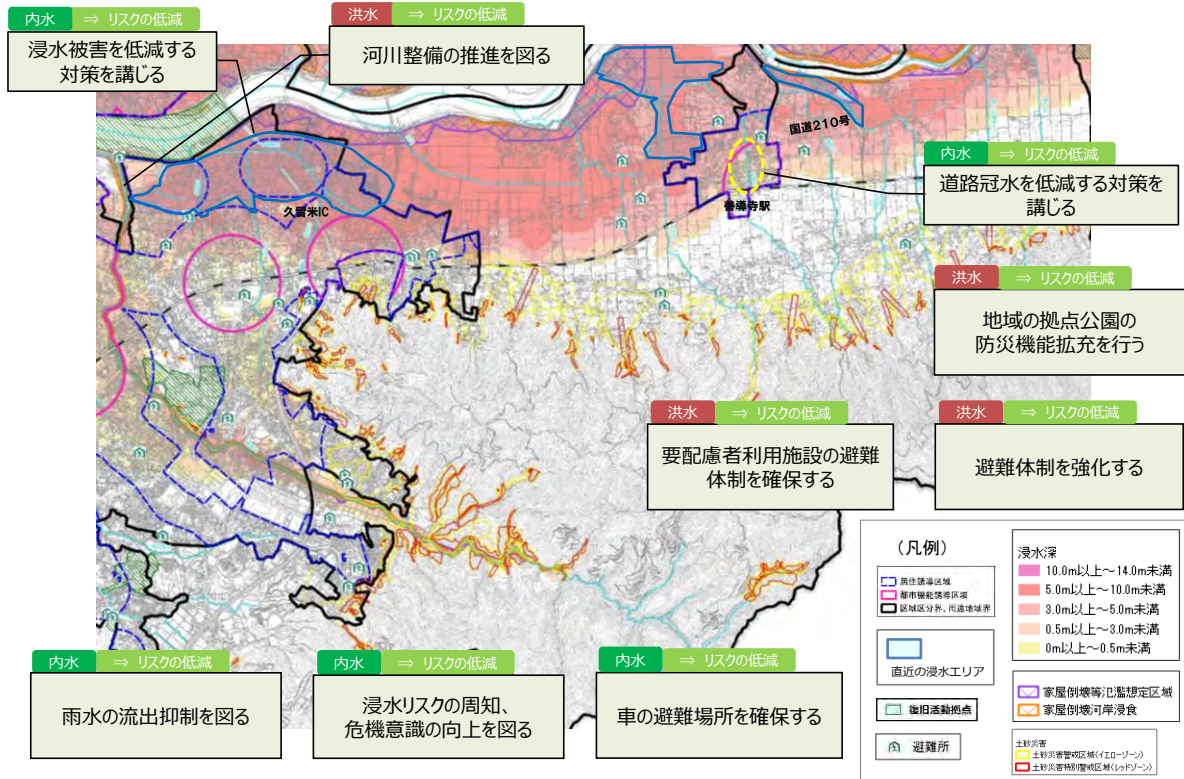 内水 ⇒ リスクの低減
浸水被害を低減する
対策を講じる
洪水 ⇒ リスクの低減
河川整備の推進を図る
国道210号
内水 ⇒ リスクの低減
道路冠水を低減する対策を
講じる
久留米IC
善導寺駅
洪水 ⇒ リスクの低減
地域の拠点公園の
防災機能拡充を行う
洪水 ⇒ リスクの低減
要配慮者利用施設の避難
体制を確保する
洪水 ⇒ リスクの低減
避難体制を強化する
(凡例)
居住誘導区域
都市機能誘導区域
区域区分界、用途地域界
直近の浸水エリア
復旧活動拠点
避難所
浸水深
10.0m以上~14.0m未満
5.0m以上~10.0m未満
3.0m以上~5.0m未満
0.5m以上~3.0m未満
0m以上~0.5m未満
家屋倒壊等氾濫想定区域
家屋倒壊河岸浸食
土砂災害
土砂災害警戒区域(イエローゾーン)
土砂災害特別警戒区域(レッドゾーン)
内水 ⇒ リスクの低減
雨水の流出抑制を図る
内水 ⇒ リスクの低減
浸水リスクの周知、
危機意識の向上を図る
内水 ⇒ リスクの低減
車の避難場所を確保する